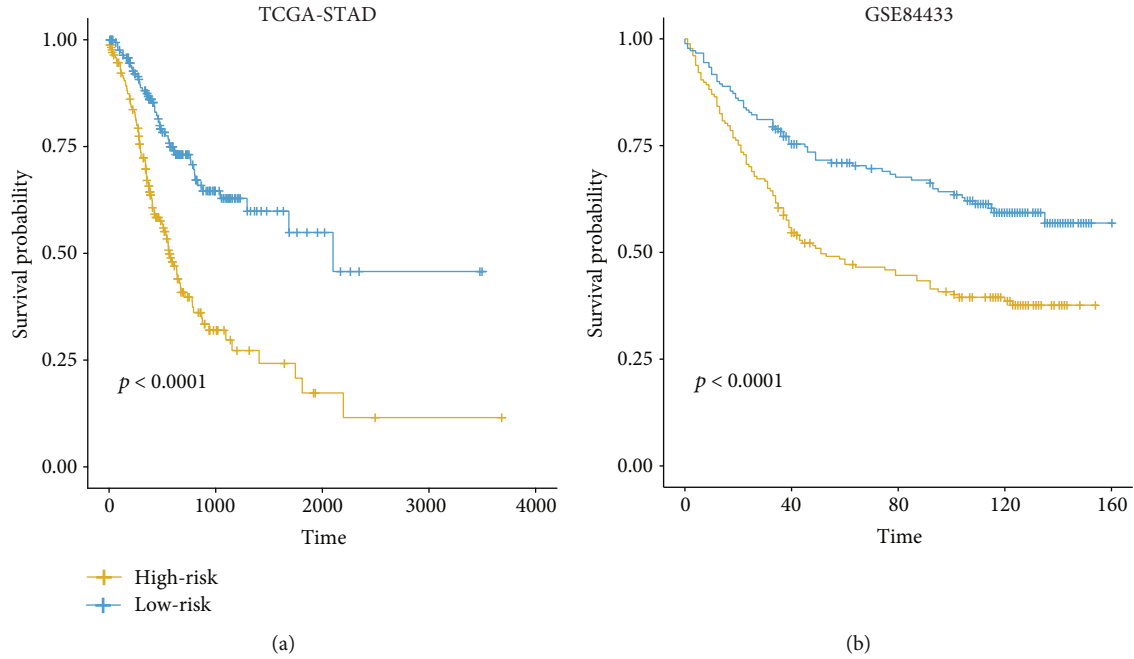 TCGA-STAD
Survival probability
1.00
0.75
0.50
0.25
0.00
p < 0.0001
0 1000 2000 3000 4000
Time
High-risk
Low-risk
(a)
GSE84433
Survival probability
1.00
0.75
0.50
0.25
0.00
p < 0.0001
0 40 80 120 160
Time
(b)